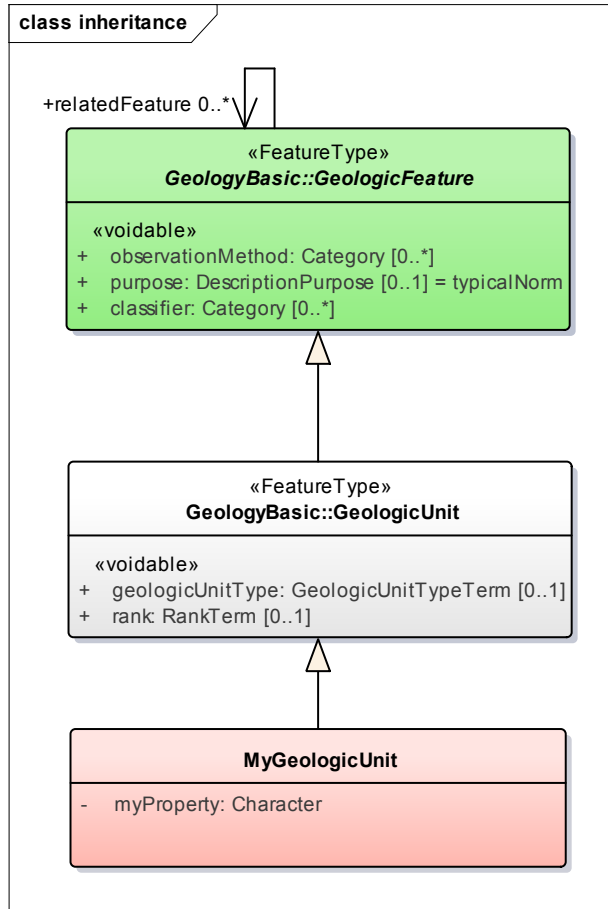 class inheritance
+relatedFeature 0..*
«FeatureType»
GeologyBasic::GeologicFeature
«voidable»
+ observationMethod: Category [0..*]
+ purpose: DescriptionPurpose [0..1] = typicalNorm
+ classifier: Category [0..*]
«FeatureType»
GeologyBasic::GeologicUnit
«voidable»
+ geologicUnitType: GeologicUnitTypeTerm [0..1]
+ rank: RankTerm [0..1]
MyGeologicUnit
- myProperty: Character